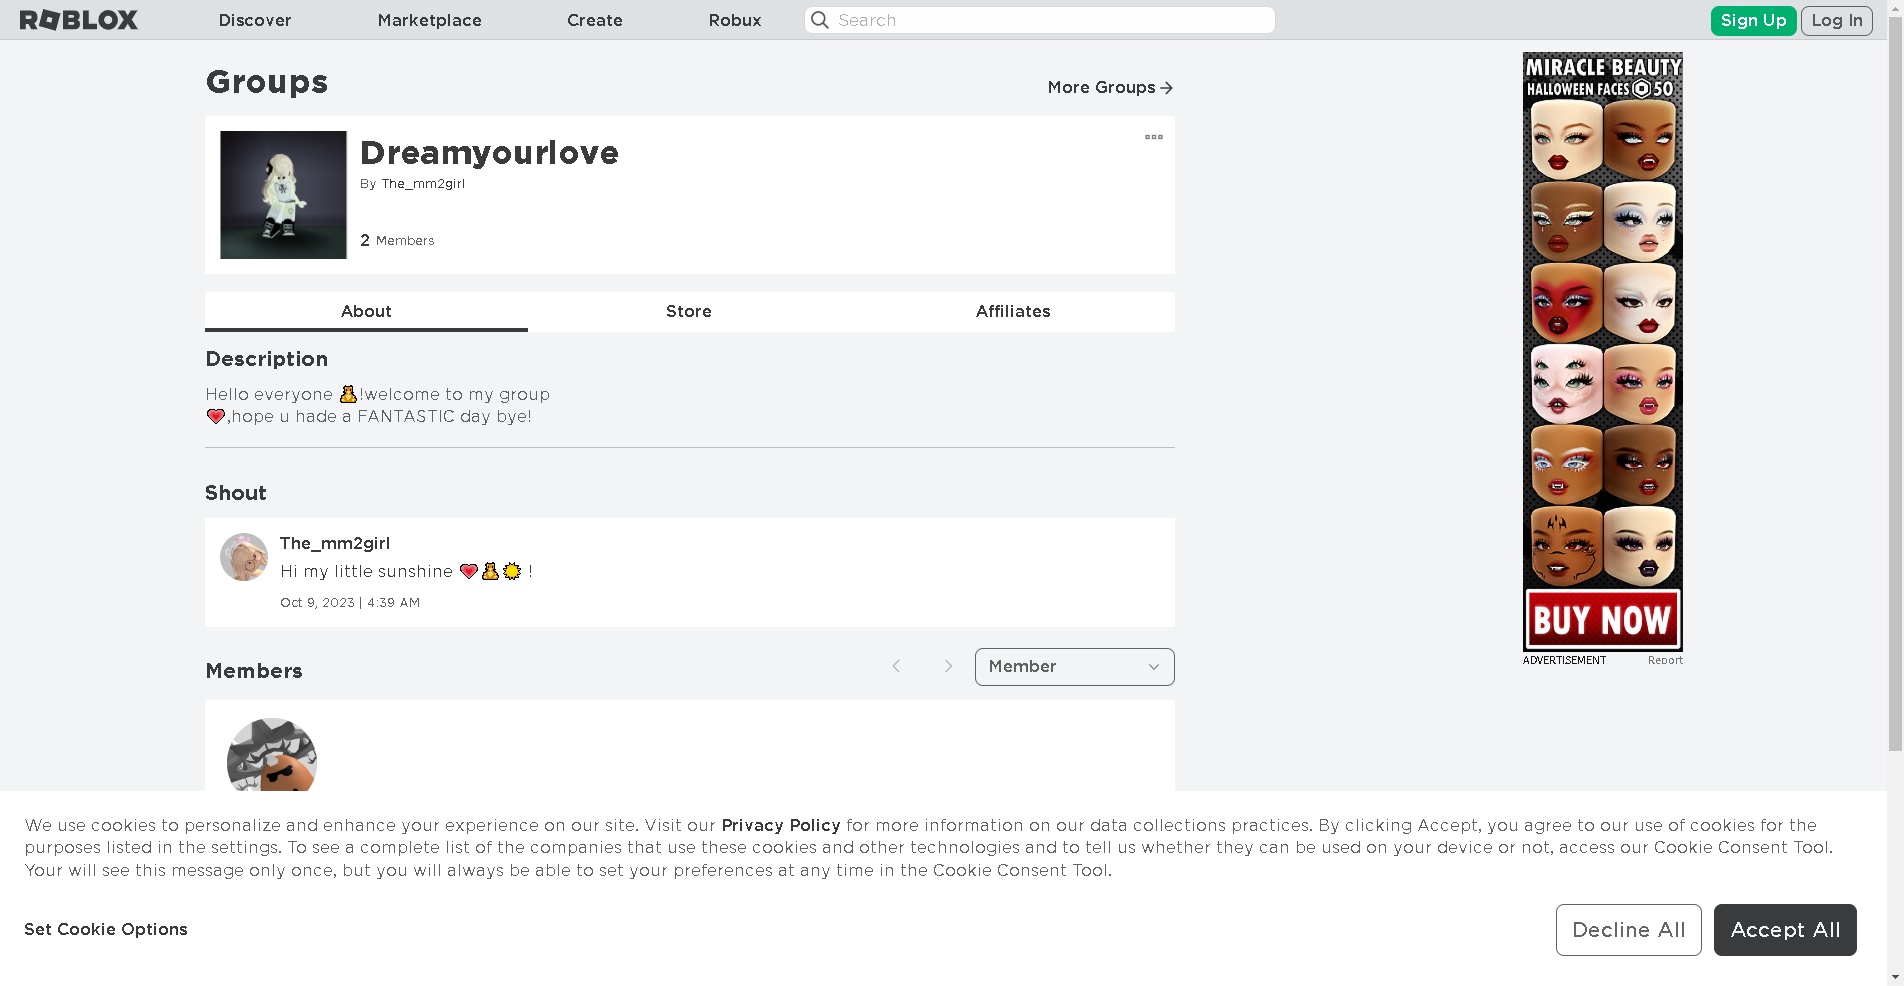 ROBLOX
Discover
Marketplace
Create
Robux
Search
Sign Up
Log In
Groups
More Groups
Dreamyourlove
By The_mm2girl
2 Members
About
Store
Affiliates
Description
Hello everyone 🧸!welcome to my group
💗,hope u hade a FANTASTIC day bye!
Shout
The_mm2girl
Hi my little sunshine 💗🧸☀️ !
Oct 9, 2023 | 4:39 AM
Members
Member
MIRACLE BEAUTY
HALLOWEEN FACES 50
BUY NOW
ADVERTISEMENT
Report
We use cookies to personalize and enhance your experience on our site. Visit our Privacy Policy for more information on our data collections practices. By clicking Accept, you agree to our use of cookies for the
purposes listed in the settings. To see a complete list of the companies that use these cookies and other technologies and to tell us whether they can be used on your device or not, access our Cookie Consent Tool.
Your will see this message only once, but you will always be able to set your preferences at any time in the Cookie Consent Tool.
Set Cookie Options
Decline All
Accept All